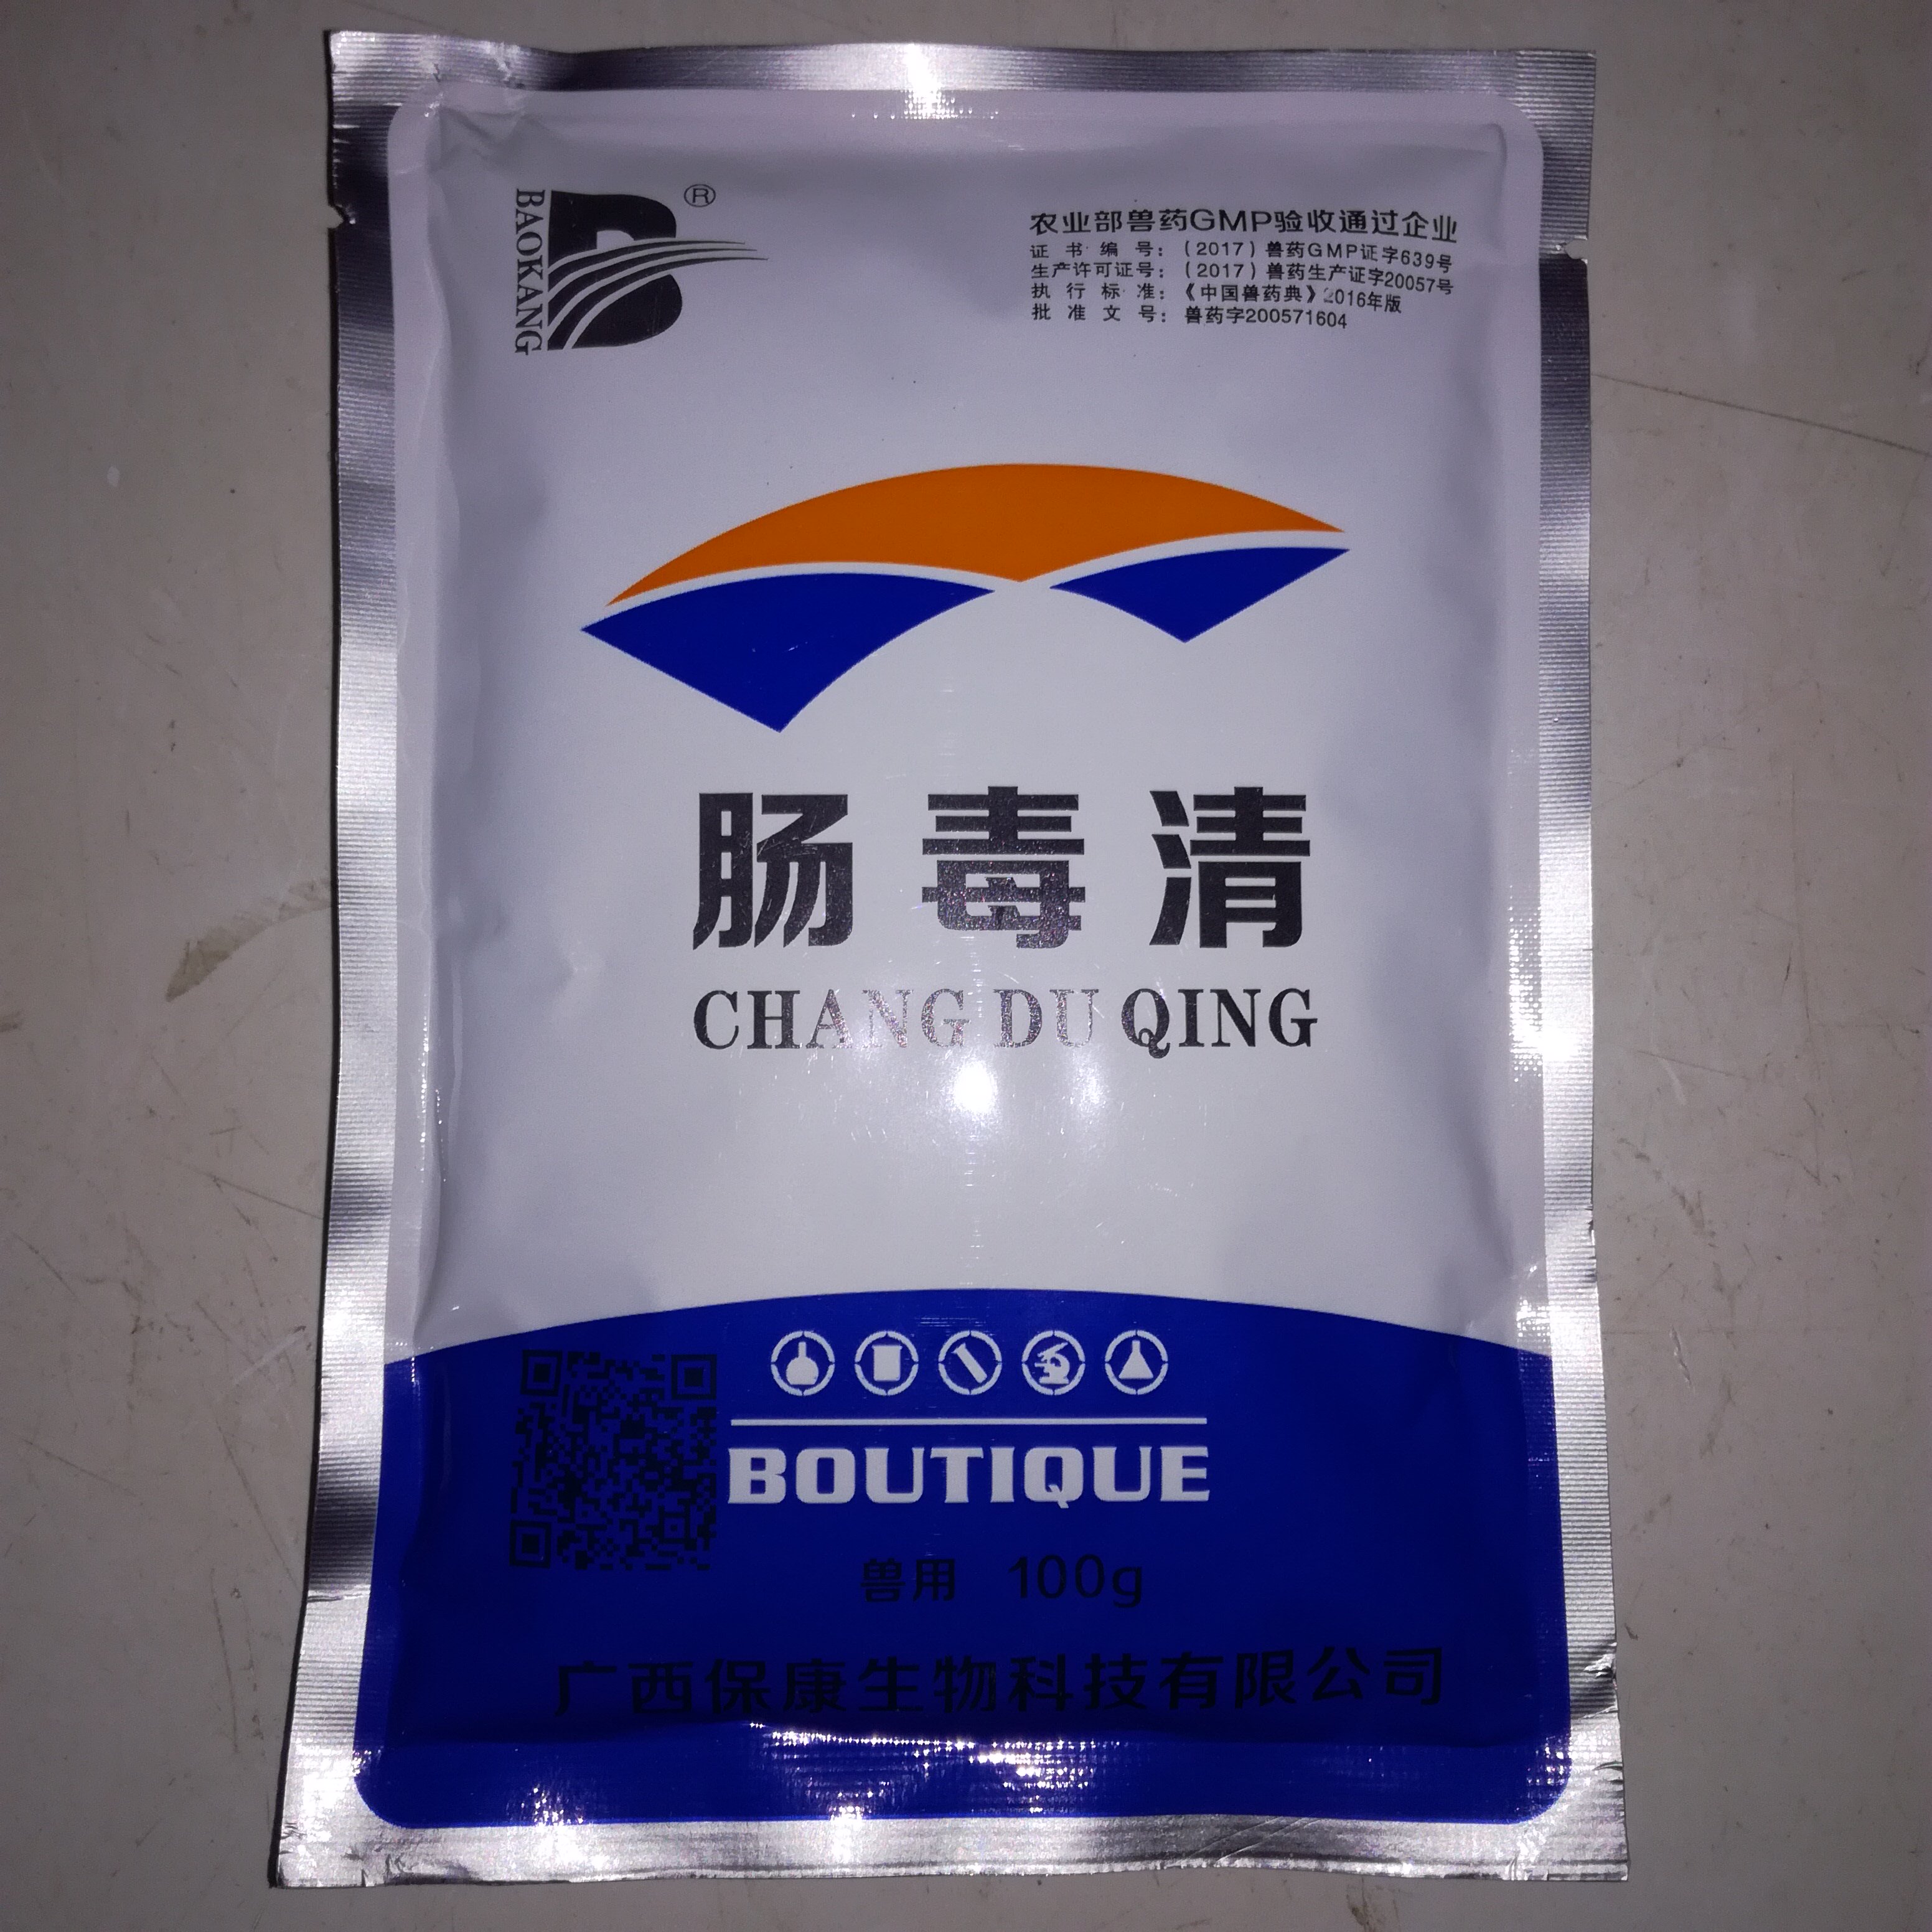 BAOKANG
®
农业部兽药GMP验收通过企业
证书编号：（2017）兽药GMP证字639号
生产许可证号：（2017）兽药生产证字20057号
执行标准：《中国兽药典》2016年版
批准文号：兽药字200571604
肠毒清
CHANG DU QING
BOUTIQUE
兽用 100g
广西保康生物科技有限公司